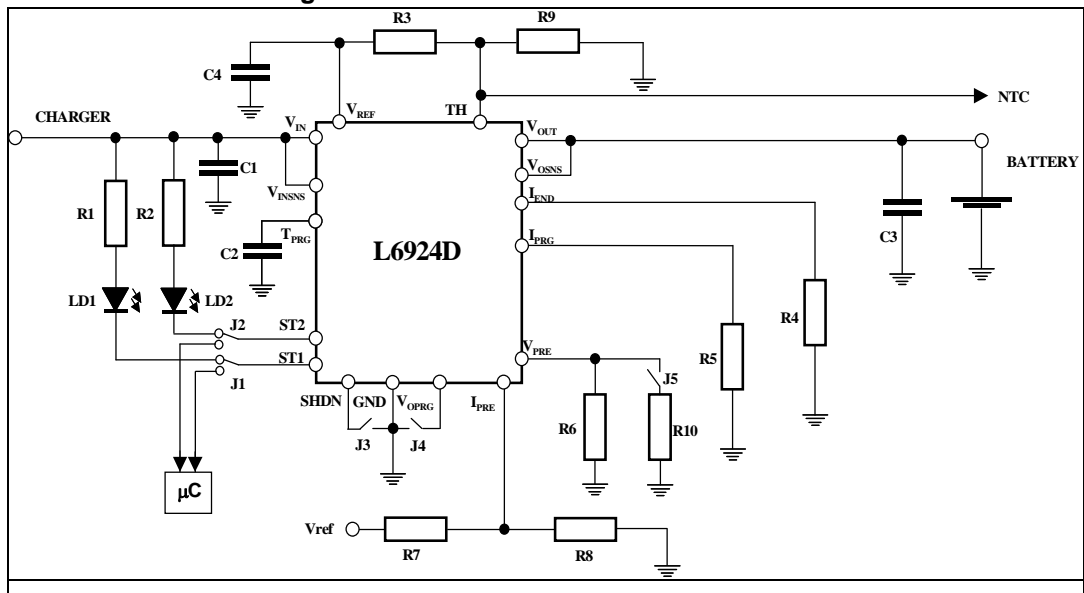 R3
R9
C4
NTC
CHARGER
V_IN
V_REF
TH
V_OUT
C1
V_OSNS
BATTERY
V_INSNS
I_END
R1
R2
T_PRG
C2
L6924D
I_PRG
C3
LD1
LD2
R4
J2
ST2
R5
V_PRE
ST1
J1
J5
SHDN
GND
V_OPRG
I_PRE
R6
R10
J3
J4
µC
Vref
R7
R8